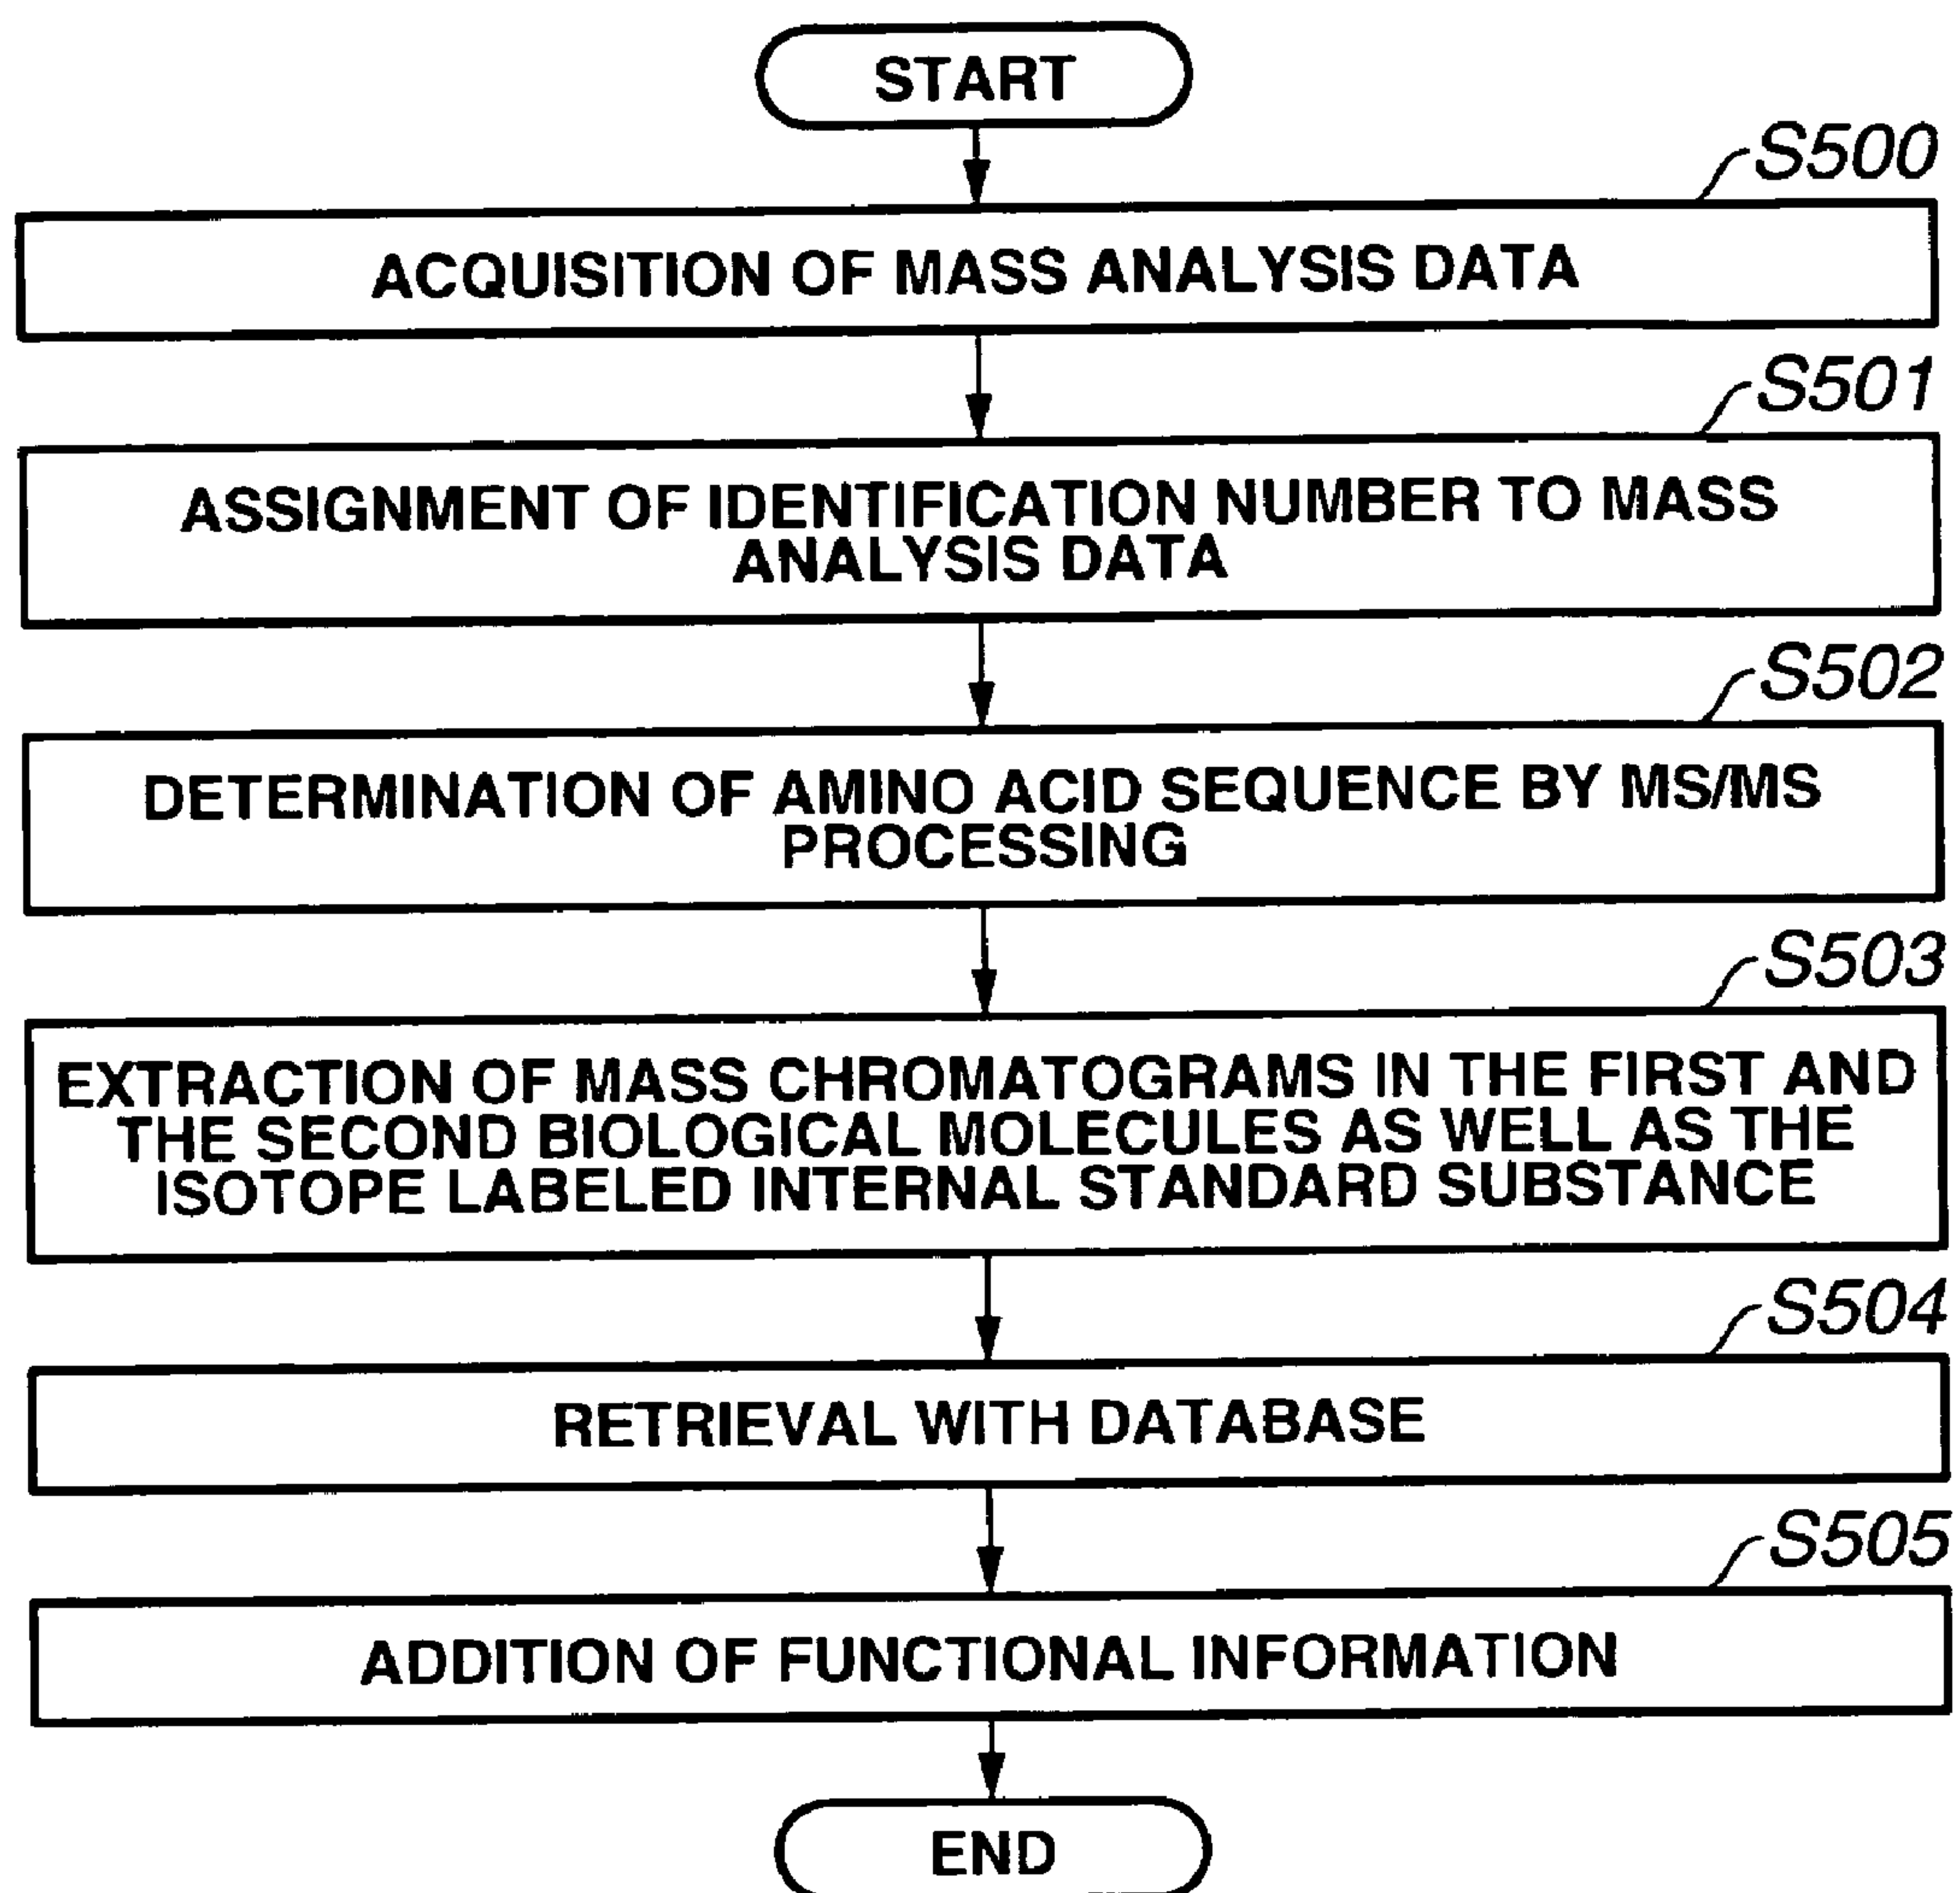 START
S500
ACQUISITION OF MASS ANALYSIS DATA
S501
ASSIGNMENT OF IDENTIFICATION NUMBER TO MASS
ANALYSIS DATA
S502
DETERMINATION OF AMINO ACID SEQUENCE BY MS/MS
PROCESSING
S503
EXTRACTION OF MASS CHROMATOGRAMS IN THE FIRST AND
THE SECOND BIOLOGICAL MOLECULES AS WELL AS THE
ISOTOPE LABELED INTERNAL STANDARD SUBSTANCE
S504
RETRIEVAL WITH DATABASE
S505
ADDITION OF FUNCTIONAL INFORMATION
END